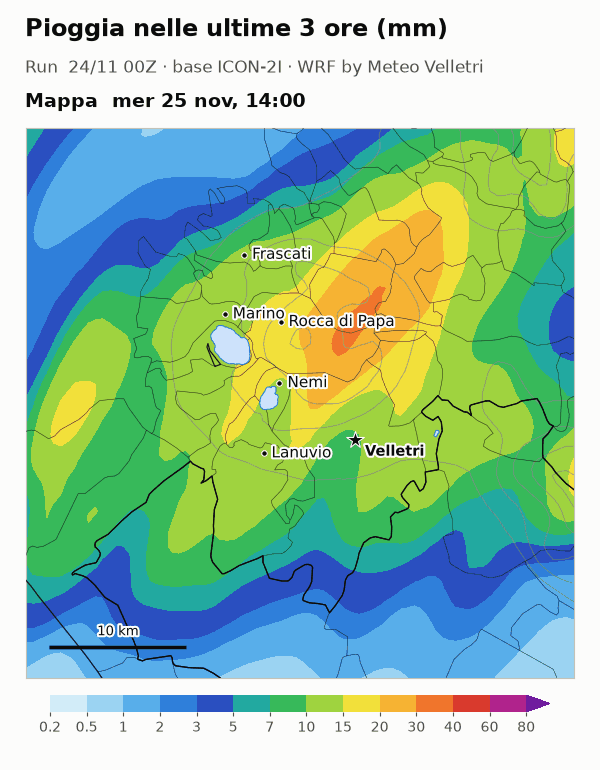 Pioggia nelle ultime 3 ore (mm)
Run  24/11 00Z · base ICON-2I · WRF by Meteo Velletri
Mappa  mer 25 nov, 14:00
Frascati
Marino
Rocca di Papa
Nemi
Velletri
Lanuvio
10 km
0.2 0.5 1 2 3 5 7 10 15 20 30 40 60 80